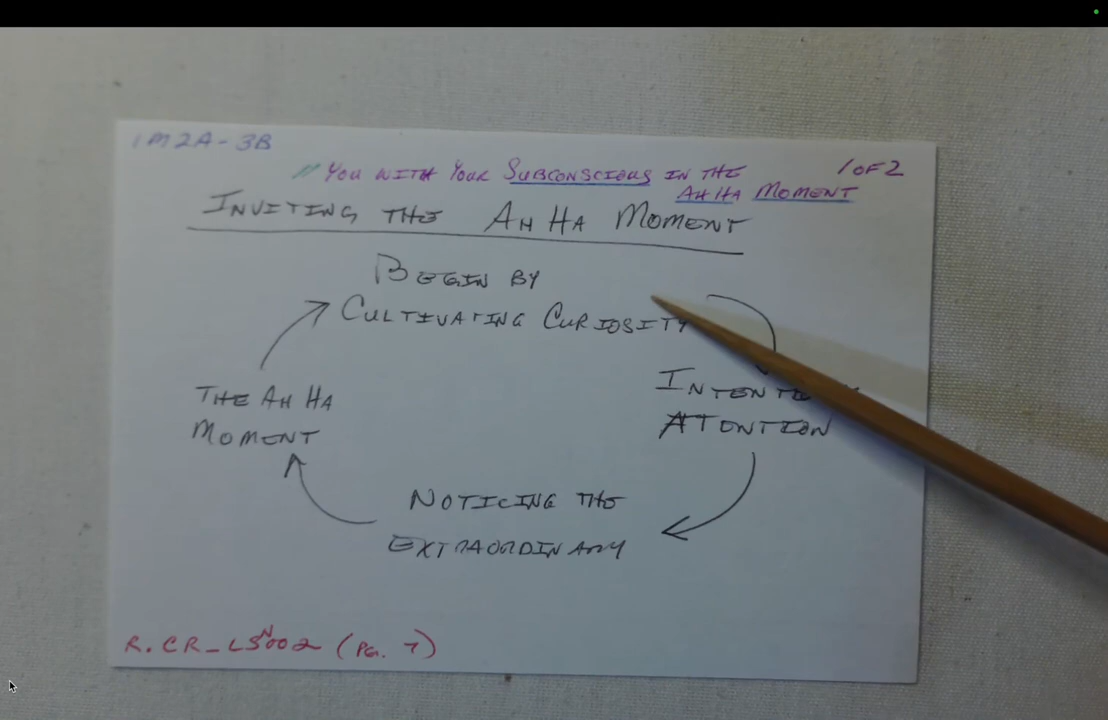 1M2A-3B
1 OF 2
" YOU WITH YOUR SUBCONSCIOUS IN THE
AH HA MOMENT
INVITING THE AH HA MOMENT
BEGIN BY
CULTIVATING CURIOSITY
ATONTION
NOTICING THE
EXTRAORDINARY
THE AH HA
MOMENT
R.CR_LSN002 (PG. 7)